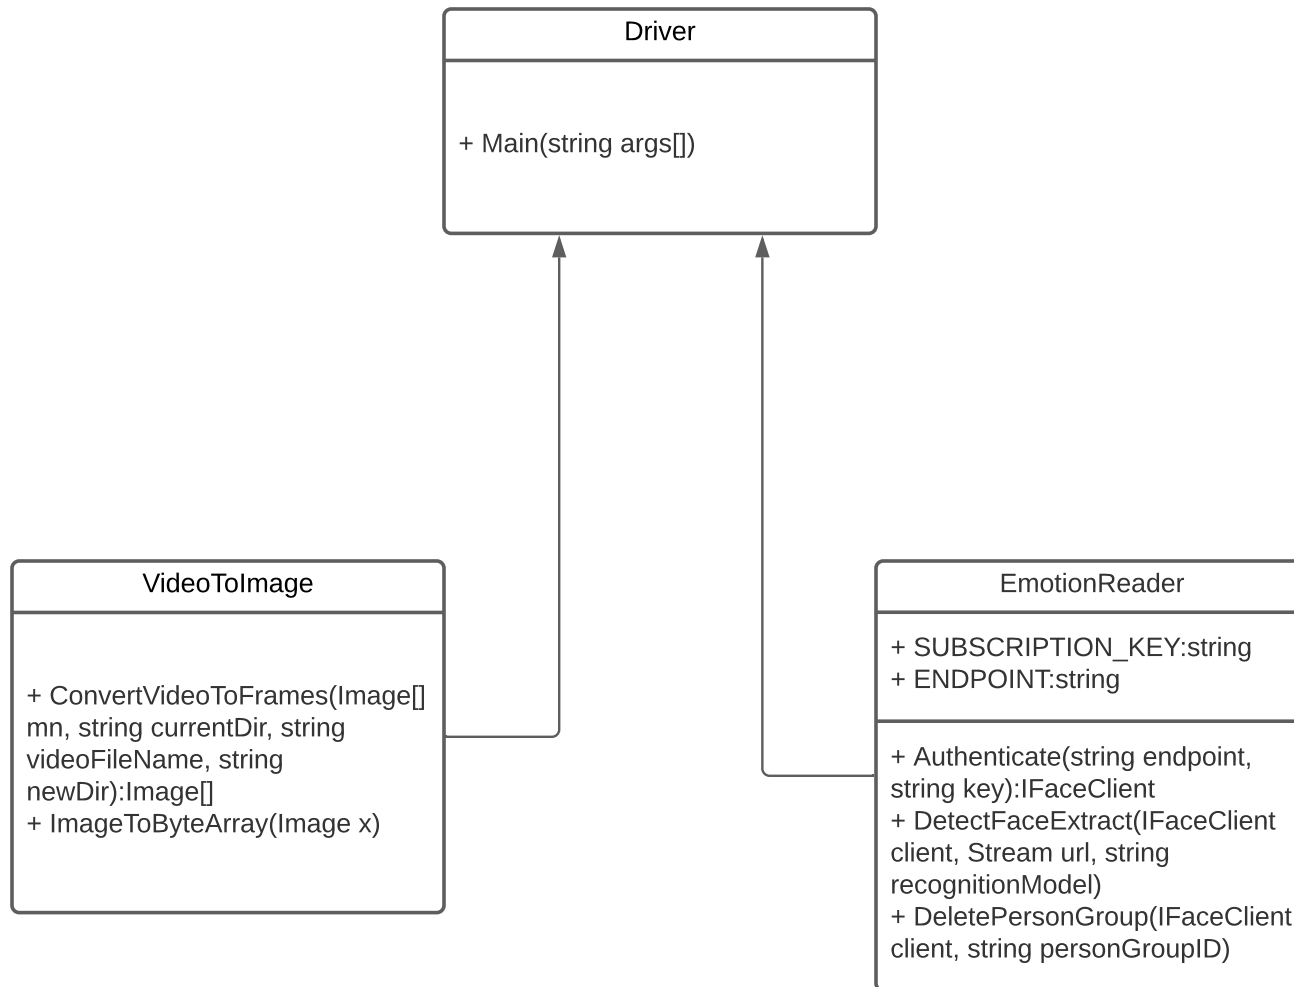 Driver
+ Main(string args[])
VideoToImage
+ ConvertVideoToFrames(Image[]
mn, string currentDir, string
videoFileName, string
newDir):Image[]
+ ImageToByteArray(Image x)
EmotionReader
+ SUBSCRIPTION_KEY:string
+ ENDPOINT:string
+ Authenticate(string endpoint,
string key):IFaceClient
+ DetectFaceExtract(IFaceClient
client, Stream url, string
recognitionModel)
+ DeletePersonGroup(IFaceClient
client, string personGroupID)